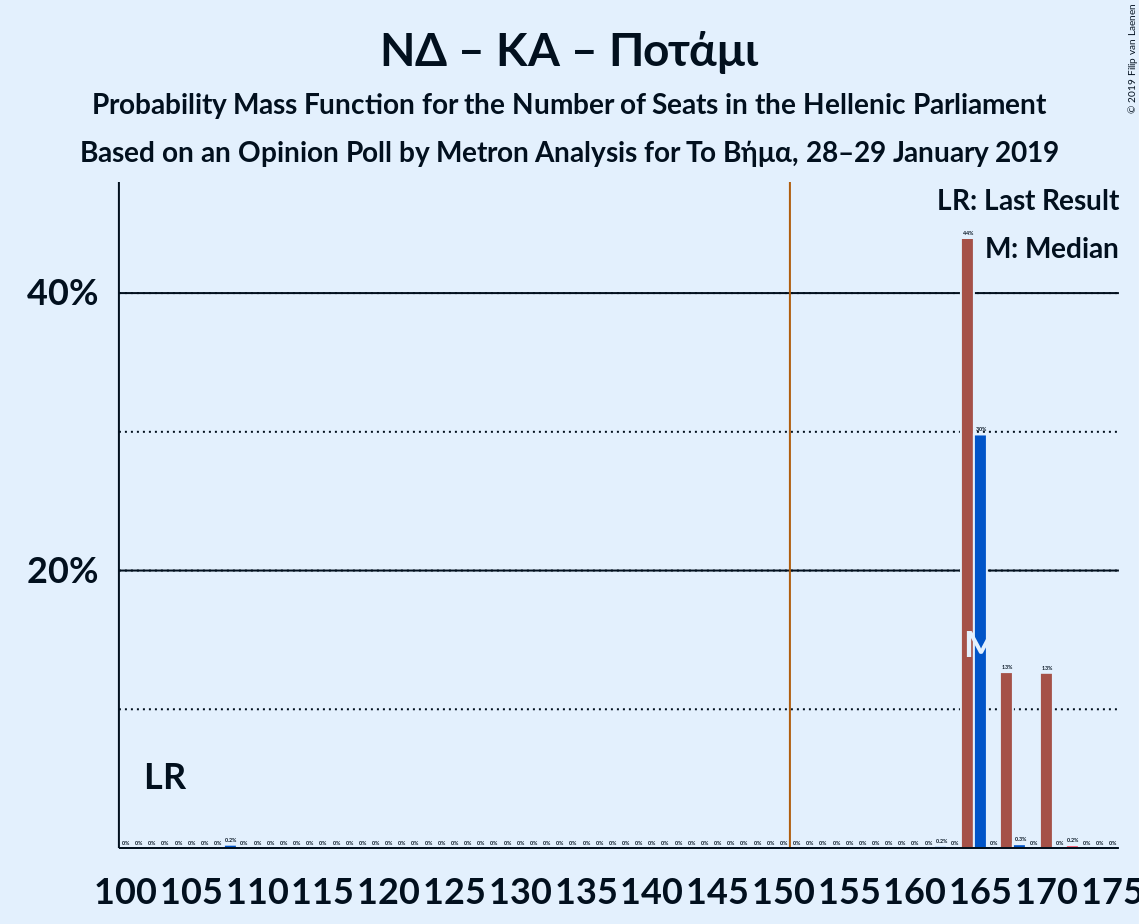 ΝΔ – ΚΑ – Ποτάμι
Probability Mass Function for the Number of Seats in the Hellenic Parliament
Based on an Opinion Poll by Metron Analysis for Το Βήμα, 28–29 January 2019
© 2019 Filip van Laenen
LR: Last Result
M: Median
40%
20%
44%
30%
M
13%
13%
LR
0.2%
0.2%
0.3%
0.2%
100 105 110 115 120 125 130 135 140 145 150 155 160 165 170 175